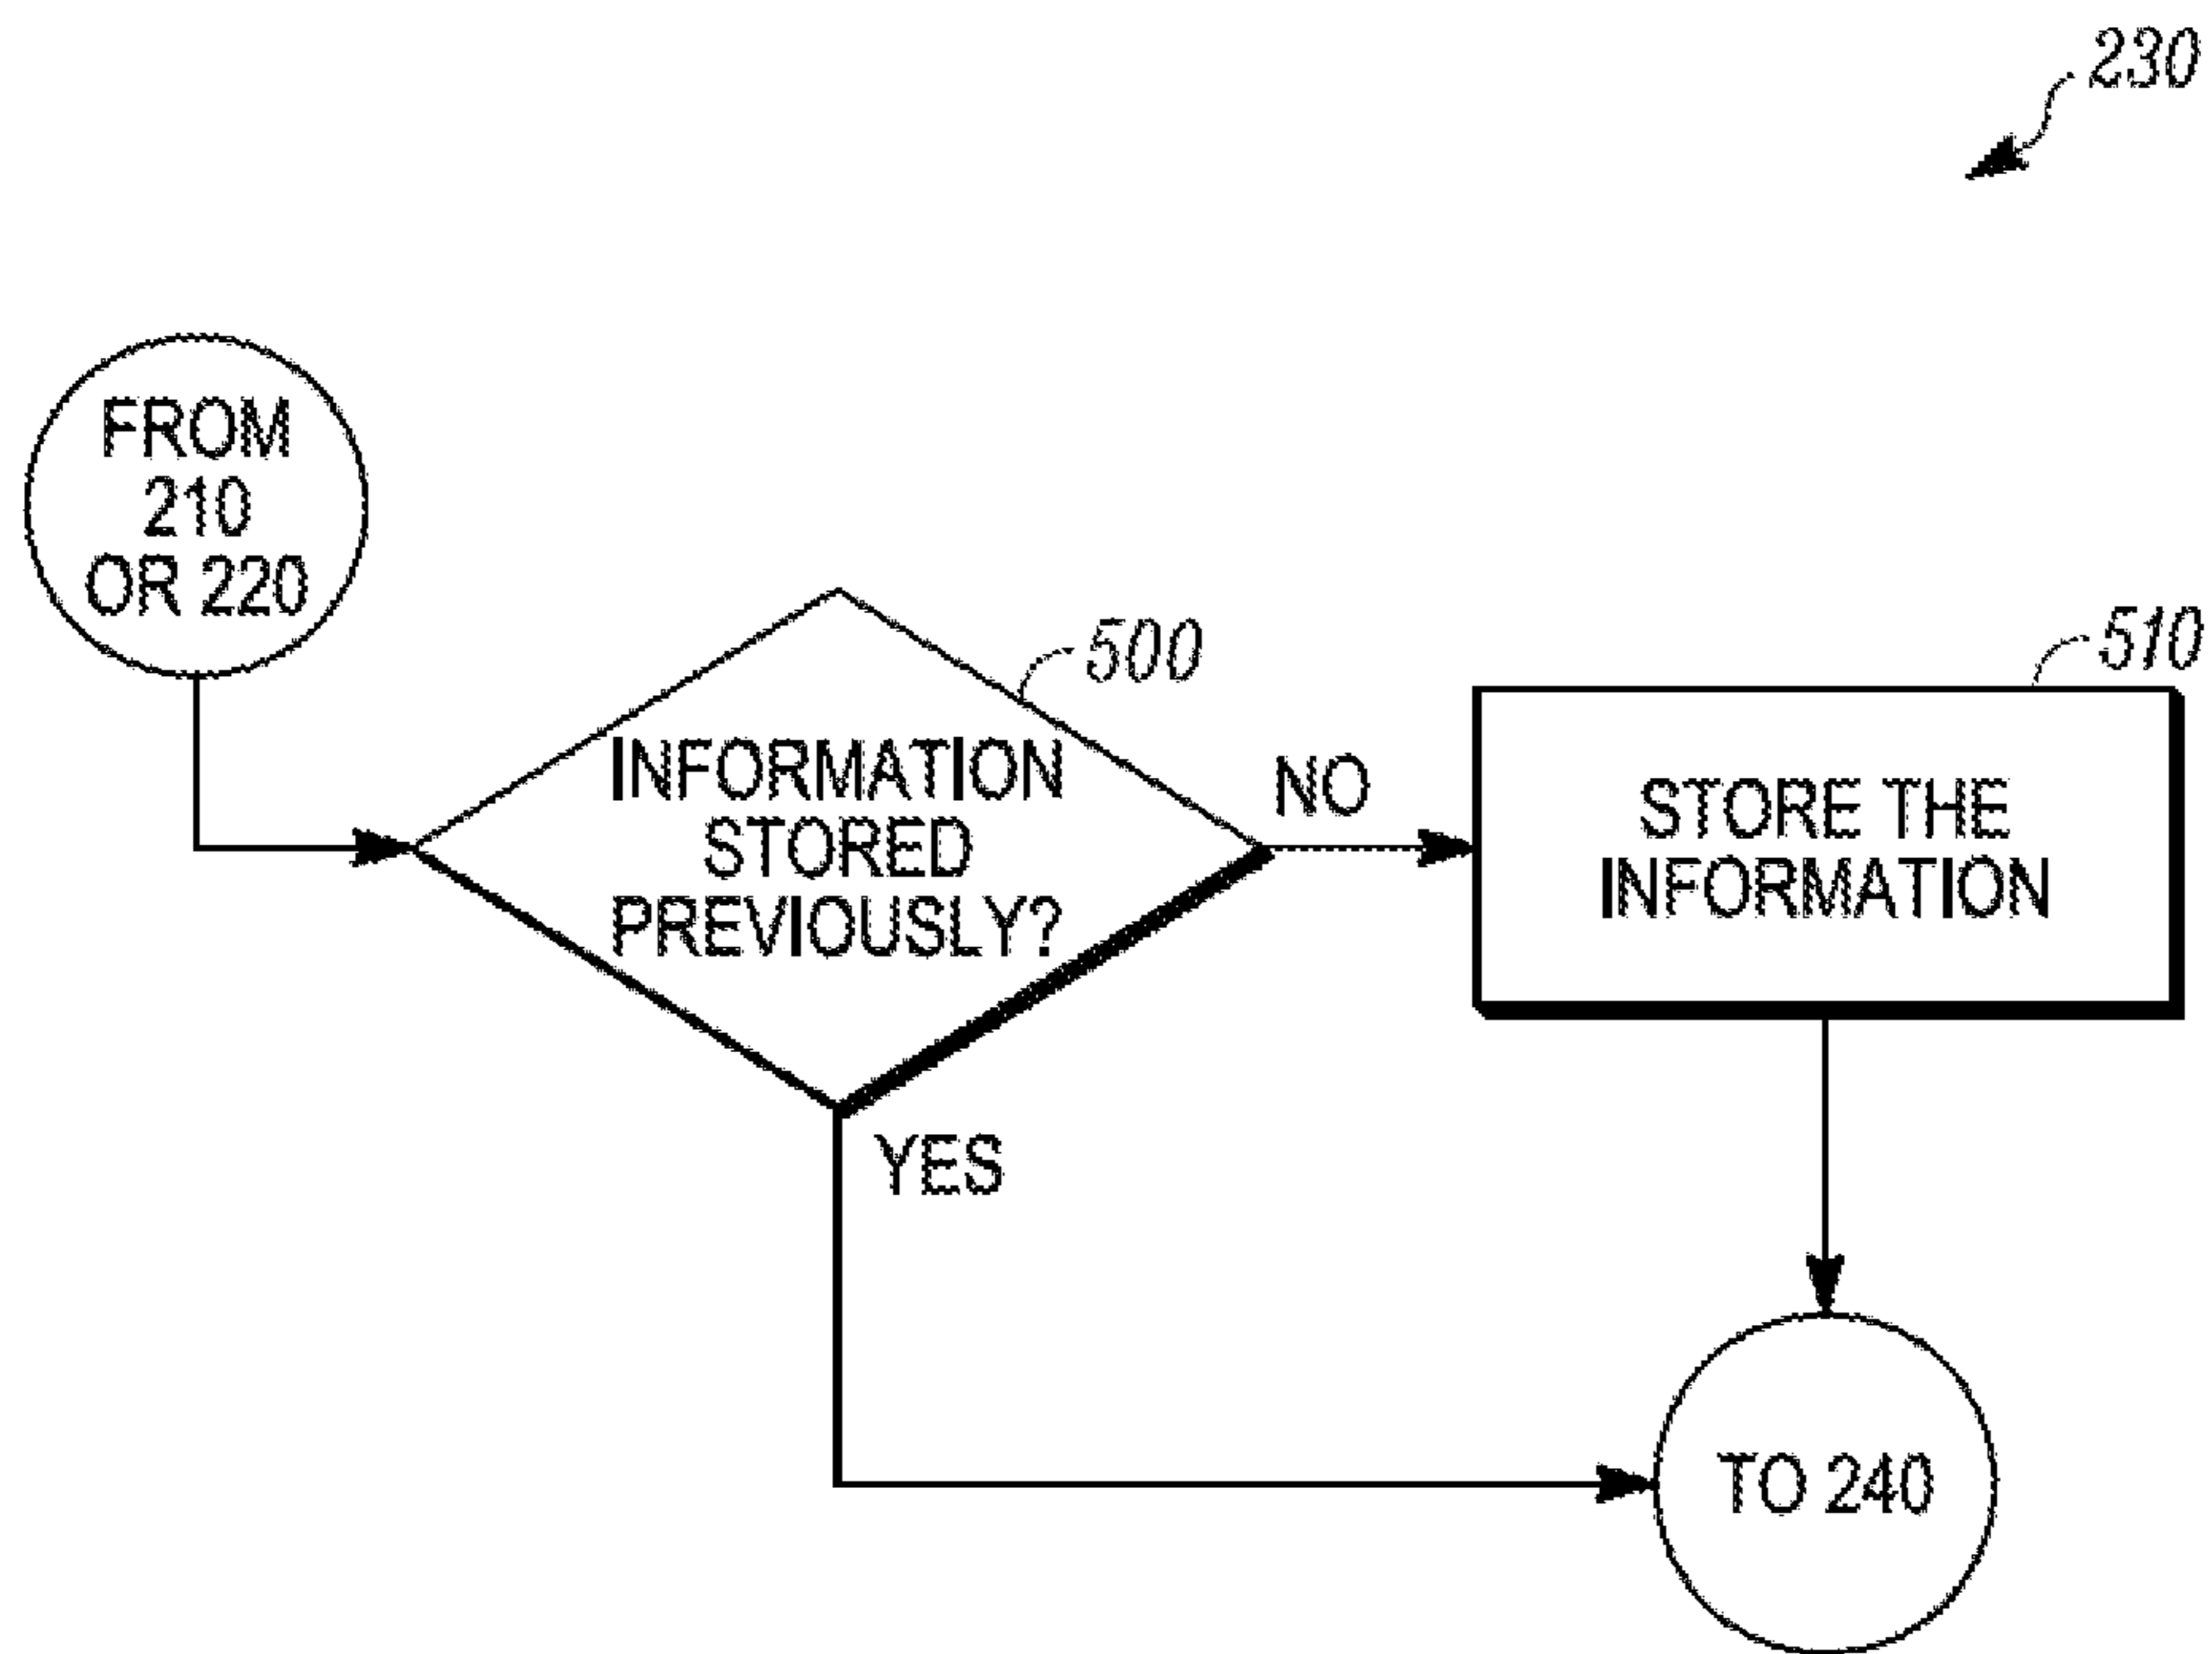 230
FROM
210
OR 220
500
INFORMATION
STORED
PREVIOUSLY?
NO
510
STORE THE
INFORMATION
YES
TO 240